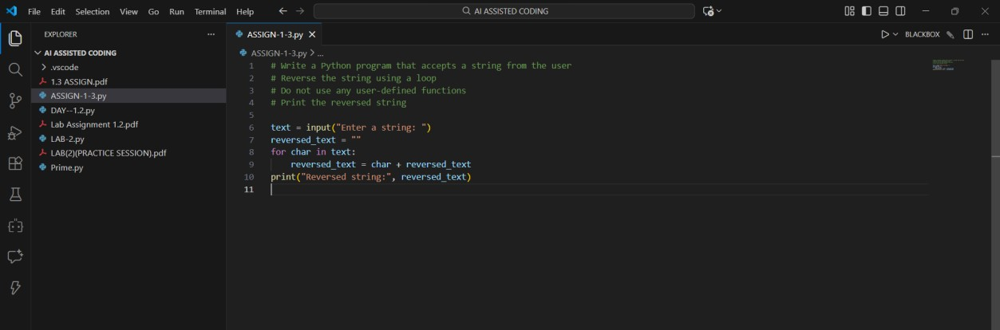 File Edit Selection View Go Run Terminal Help AI ASSISTED CODING
EXPLORER ...
AI ASSISTED CODING
.vscode
1.3 ASSIGN.pdf
ASSIGN-1-3.py
DAY--1.2.py
Lab Assignment 1.2.pdf
LAB-2.py
LAB(2)(PRACTICE SESSION).pdf
Prime.py
ASSIGN-1-3.py BLACKBOX ...
ASSIGN-1-3.py > ...
1 # Write a Python program that accepts a string from the user
2 # Reverse the string using a loop
3 # Do not use any user-defined functions
4 # Print the reversed string
5
6 text = input("Enter a string: ")
7 reversed_text = ""
8 for char in text:
9     reversed_text = char + reversed_text
10 print("Reversed string:", reversed_text)
11